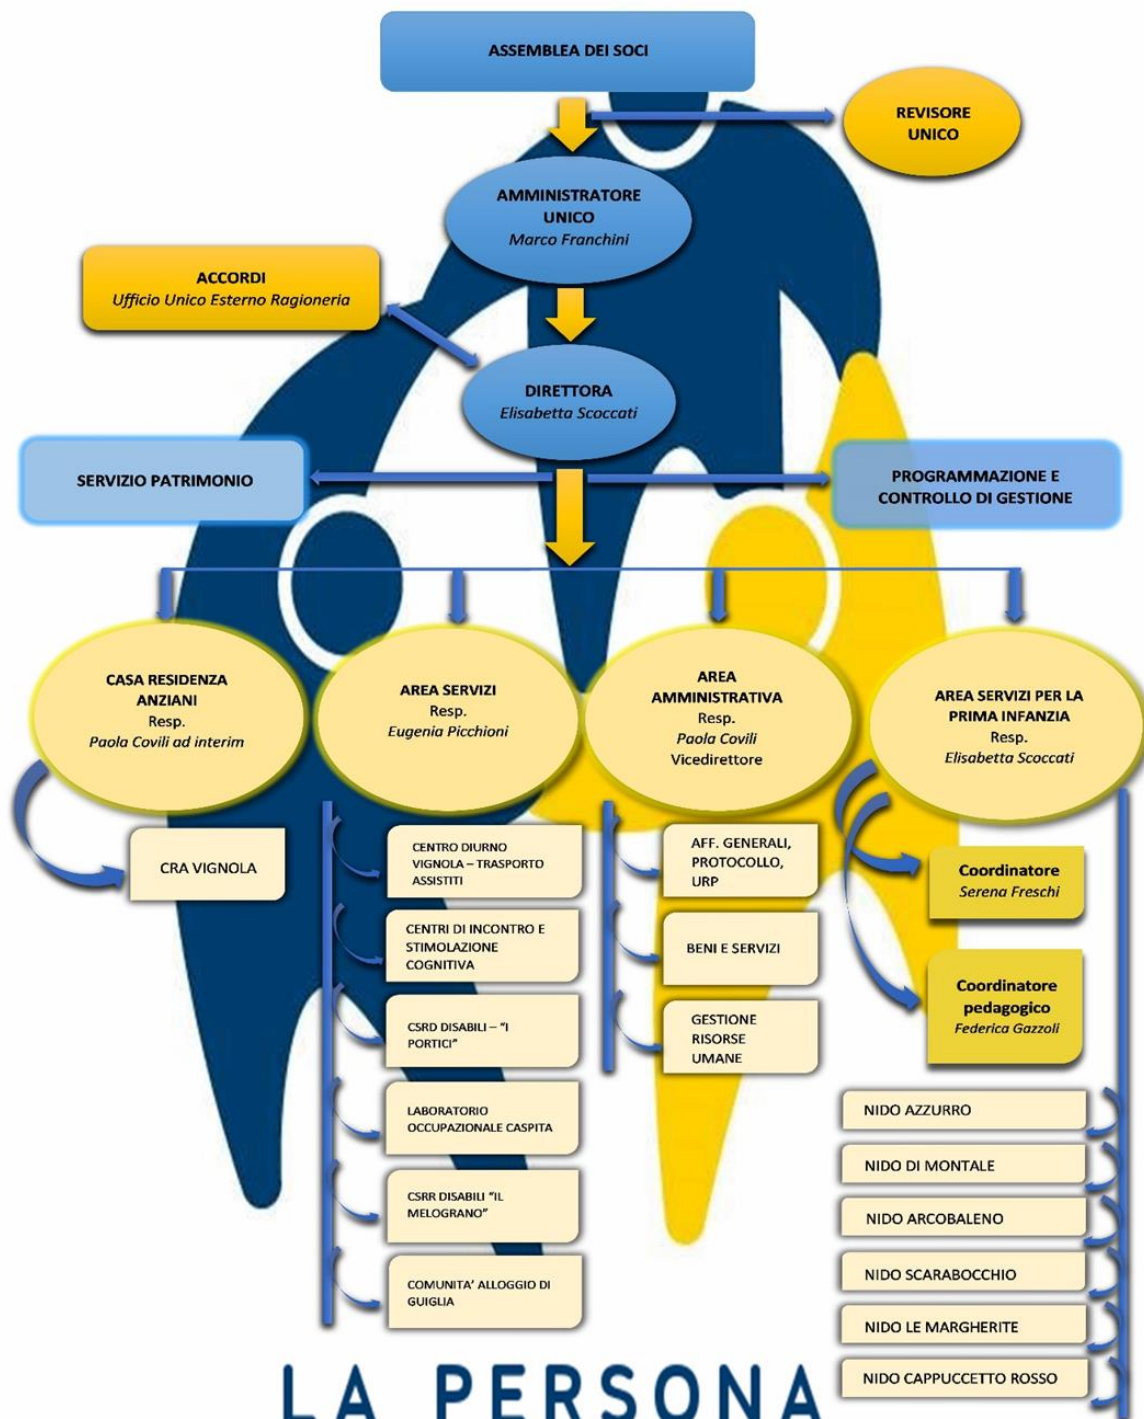 ASSEMBLEA DEI SOCI
REVISORE
UNICO
AMMINISTRATORE
UNICO
Marco Franchini
ACCORDI
Ufficio Unico Esterno Ragioneria
DIRETTORA
Elisabetta Scoccati
SERVIZIO PATRIMONIO
PROGRAMMAZIONE E
CONTROLLO DI GESTIONE
CASA RESIDENZA
ANZIANI
Resp.
Paola Covili ad interim
AREA SERVIZI
Resp.
Eugenia Picchioni
AREA
AMMINISTRATIVA
Resp.
Paola Covili
Vicedirettore
AREA SERVIZI PER LA
PRIMA INFANZIA
Resp.
Elisabetta Scoccati
CRA VIGNOLA
CENTRO DIURNO
VIGNOLA – TRASPORTO
ASSISTITI
CENTRI DI INCONTRO E
STIMOLAZIONE
COGNITIVA
CSRD DISABILI – “I
PORTICI”
LABORATORIO
OCCUPAZIONALE CASPITA
CSRR DISABILI “IL
MELOGRANO”
COMUNITA’ ALLOGGIO DI
GUIGLIA
AFF. GENERALI,
PROTOCOLLO,
URP
BENI E SERVIZI
GESTIONE
RISORSE
UMANE
Coordinatore
Serena Freschi
Coordinatore
pedagogico
Federica Gazzoli
NIDO AZZURRO
NIDO DI MONTALE
NIDO ARCOBALENO
NIDO SCARABOCCHIO
NIDO LE MARGHERITE
NIDO CAPPUCCETTO ROSSO
LA PERSONA